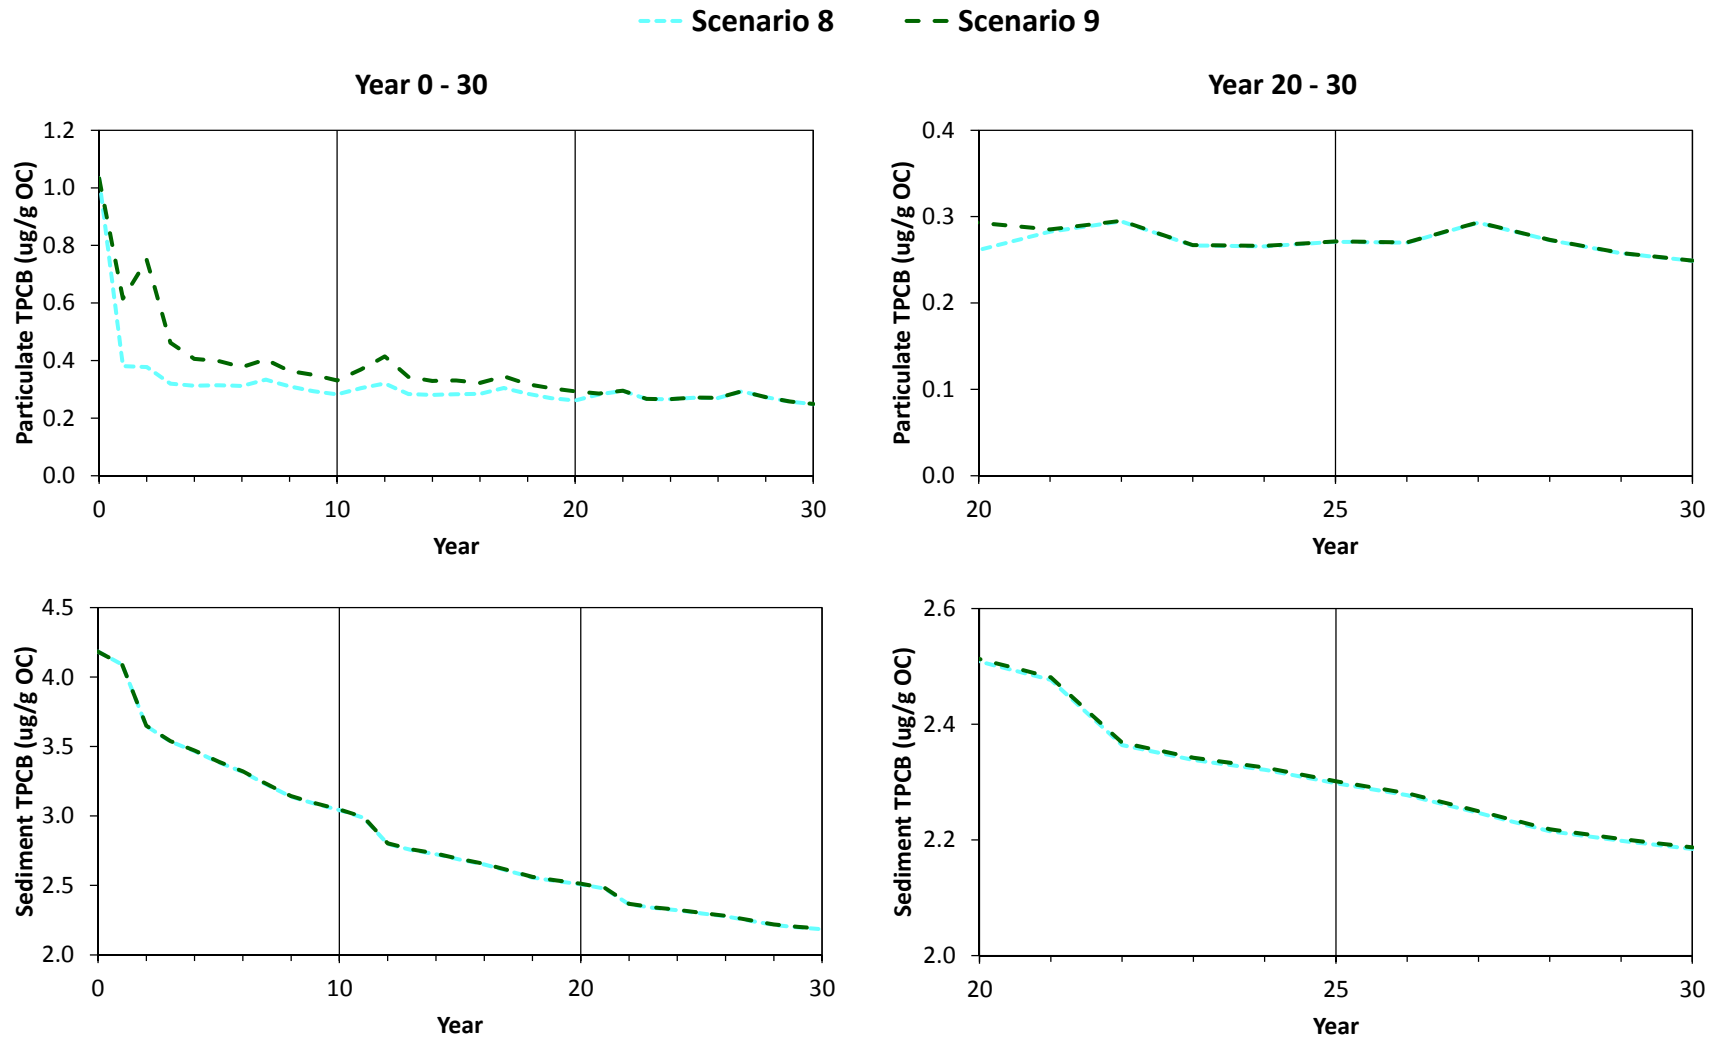 Scenario 8 Scenario 9
Year 0 - 30
Particulate TPCB (ug/g OC)
1.2
1.0
0.8
0.6
0.4
0.2
0.0
0 10 20 30
Year
Year 20 - 30
Particulate TPCB (ug/g OC)
0.4
0.3
0.2
0.1
0.0
20 25 30
Year
Sediment TPCB (ug/g OC)
4.5
4.0
3.5
3.0
2.5
2.0
0 10 20 30
Year
Sediment TPCB (ug/g OC)
2.6
2.4
2.2
2.0
20 25 30
Year